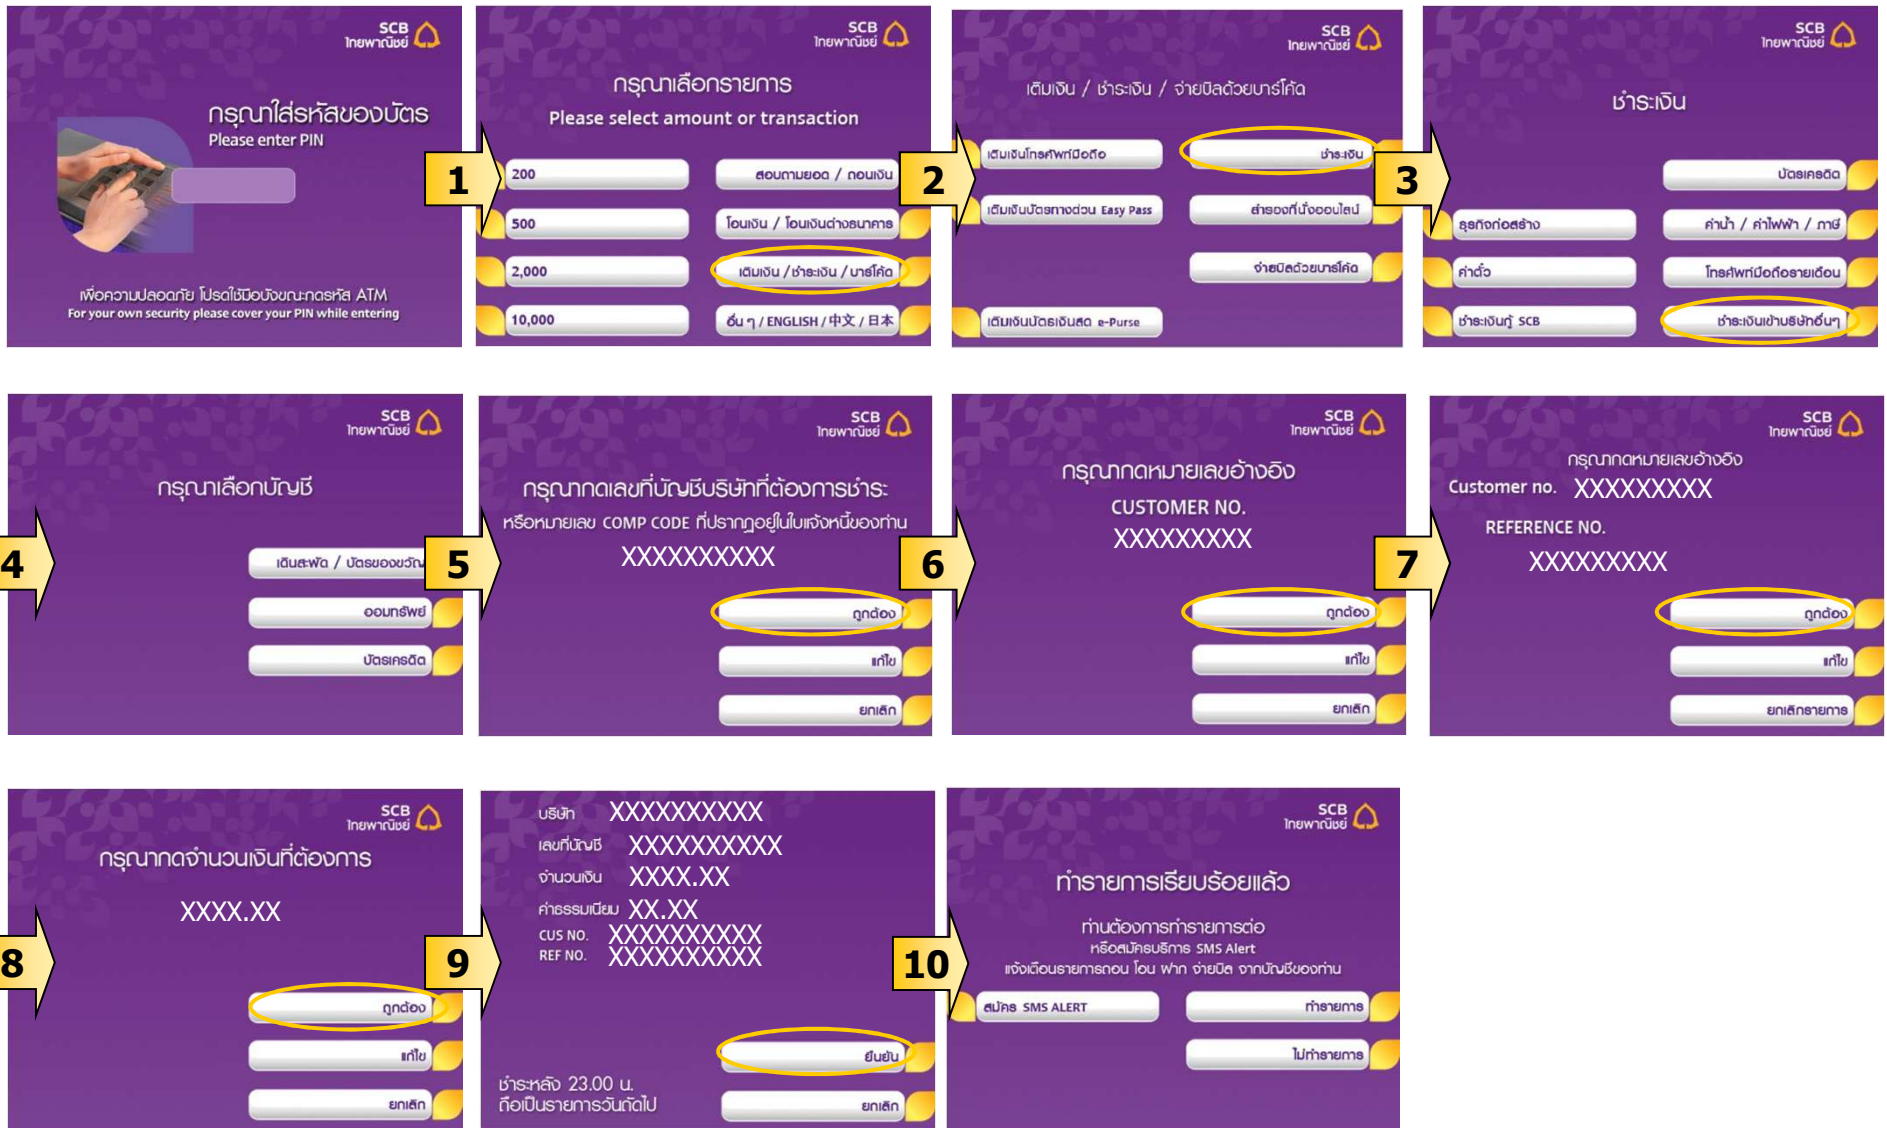 SCB
ไทยพาณิชย์
กรุณาใส่รหัสของบัตร
Please enter PIN
เพื่อความปลอดภัย โปรดใช้มือบังขณะกดรหัส ATM
For your own security please cover your PIN while entering
1
SCB
ไทยพาณิชย์
กรุณาเลือกรายการ
Please select amount or transaction
200
สอบถามยอด / ถอนเงิน
500
โอนเงิน / โอนเงินต่างธนาคาร
2,000
เติมเงิน / ชำระเงิน / บาร์โค้ด
10,000
อื่น ๆ / ENGLISH / 中文 / 日本
2
SCB
ไทยพาณิชย์
เติมเงิน / ชำระเงิน / จ่ายบิลด้วยบาร์โค้ด
เติมเงินโทรศัพท์มือถือ
ชำระเงิน
เติมเงินบัตรทางด่วน Easy Pass
สำรองที่นั่งออนไลน์
จ่ายบิลด้วยบาร์โค้ด
เติมเงินบัตรเงินสด e-Purse
3
SCB
ไทยพาณิชย์
ชำระเงิน
บัตรเครดิต
ธุรกิจก่อสร้าง
ค่าน้ำ / ค่าไฟฟ้า / ภาษี
ค่าตั๋ว
โทรศัพท์มือถือรายเดือน
ชำระเงินกู้ SCB
ชำระเงินเข้าบริษัทอื่นๆ
4
SCB
ไทยพาณิชย์
กรุณาเลือกบัญชี
เดินสะพัด / บัตรของขวัญ
ออมทรัพย์
บัตรเครดิต
5
SCB
ไทยพาณิชย์
กรุณากดเลขที่บัญชีบริษัทที่ต้องการชำระ
หรือหมายเลข COMP CODE ที่ปรากฏอยู่ในใบแจ้งหนี้ของท่าน
XXXXXXXXXX
ถูกต้อง
แก้ไข
ยกเลิก
6
SCB
ไทยพาณิชย์
กรุณากดหมายเลขอ้างอิง
CUSTOMER NO.
XXXXXXXXX
ถูกต้อง
แก้ไข
ยกเลิก
7
SCB
ไทยพาณิชย์
กรุณากดหมายเลขอ้างอิง
Customer no. XXXXXXXXX
REFERENCE NO.
XXXXXXXXX
ถูกต้อง
แก้ไข
ยกเลิกรายการ
8
SCB
ไทยพาณิชย์
กรุณากดจำนวนเงินที่ต้องการ
XXXX.XX
ถูกต้อง
แก้ไข
ยกเลิก
9
บริษัท XXXXXXXXXX
เลขที่บัญชี XXXXXXXXXX
จำนวนเงิน XXXX.XX
ค่าธรรมเนียม XX.XX
CUS NO. XXXXXXXXXX
REF NO. XXXXXXXXXX
ยืนยัน
ชำระหลัง 23.00 น.
ถือเป็นรายการวันถัดไป
ยกเลิก
10
SCB
ไทยพาณิชย์
ทำรายการเรียบร้อยแล้ว
ท่านต้องการทำรายการต่อ
หรือสมัครบริการ SMS Alert
แจ้งเตือนรายการถอน โอน ฝาก จ่ายบิล จากบัญชีของท่าน
สมัคร SMS ALERT
ทำรายการ
ไม่ทำรายการ